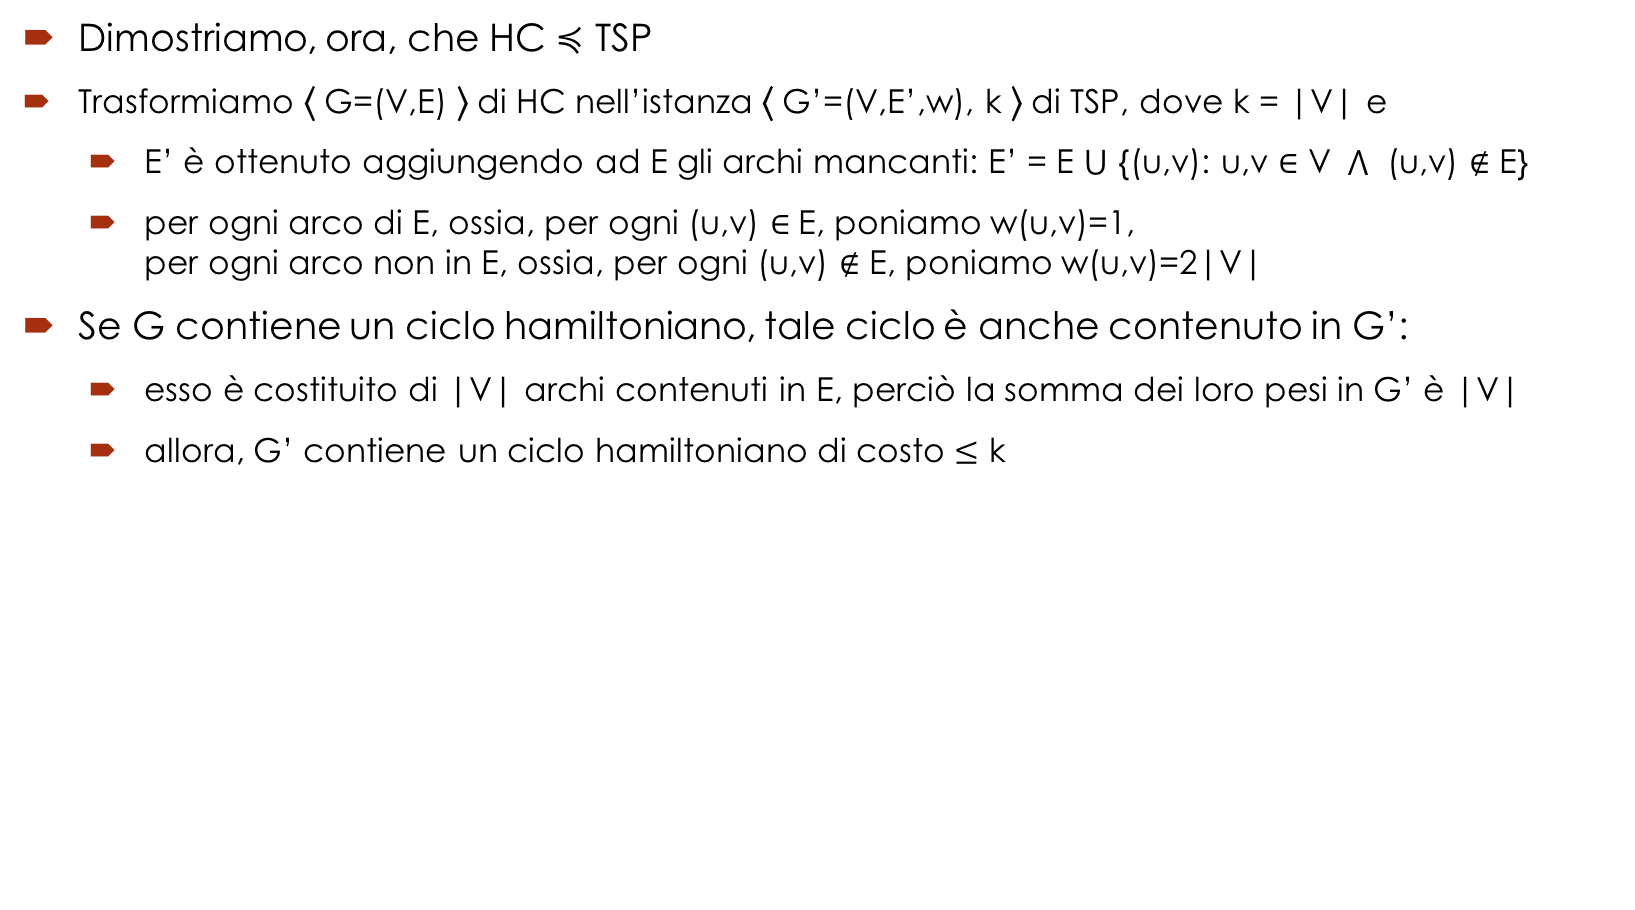 Dimostriamo, ora, che HC ≼ TSP
Trasformiamo ⟨ G=(V,E) ⟩ di HC nell’istanza ⟨ G’=(V,E’,w), k ⟩ di TSP, dove k = |V| e
E’ è ottenuto aggiungendo ad E gli archi mancanti: E’ = E ∪ {(u,v): u,v ∈ V ∧ (u,v) ∉ E}
per ogni arco di E, ossia, per ogni (u,v) ∈ E, poniamo w(u,v)=1,
per ogni arco non in E, ossia, per ogni (u,v) ∉ E, poniamo w(u,v)=2|V|
Se G contiene un ciclo hamiltoniano, tale ciclo è anche contenuto in G’:
esso è costituito di |V| archi contenuti in E, perciò la somma dei loro pesi in G’ è |V|
allora, G’ contiene un ciclo hamiltoniano di costo ≤ k